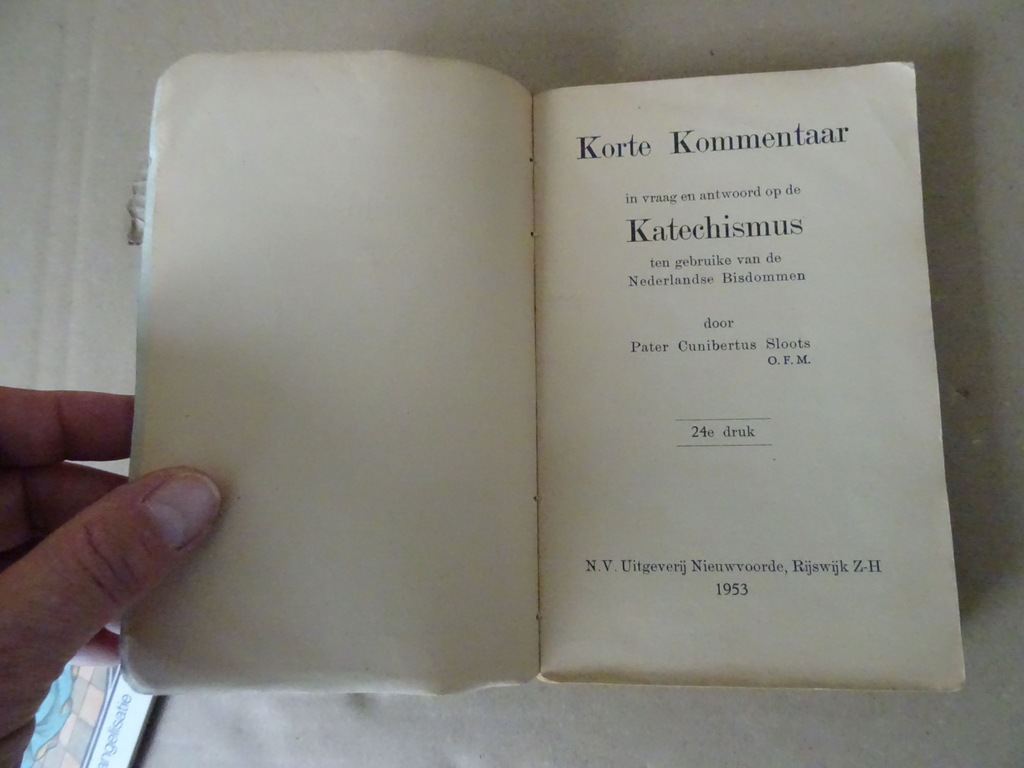 Korte Kommentaar
in vraag en antwoord op de
Katechismus
ten gebruike van de
Nederlandse Bisdommen
door
Pater Cunibertus Sloots
O. F. M.
24e druk
N.V. Uitgeverij Nieuwvoorde, Rijswijk Z-H
1953
angelisatie